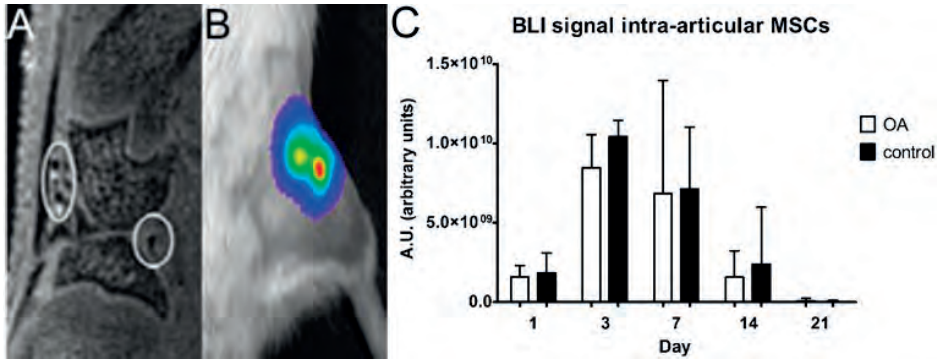 A
B
C
BLI signal intra-articular MSCs
A.U. (arbitrary units)
1.5×10¹⁰
1.0×10¹⁰
5.0×10⁰⁹
0.0
1 3 7 14 21
Day
OA
control